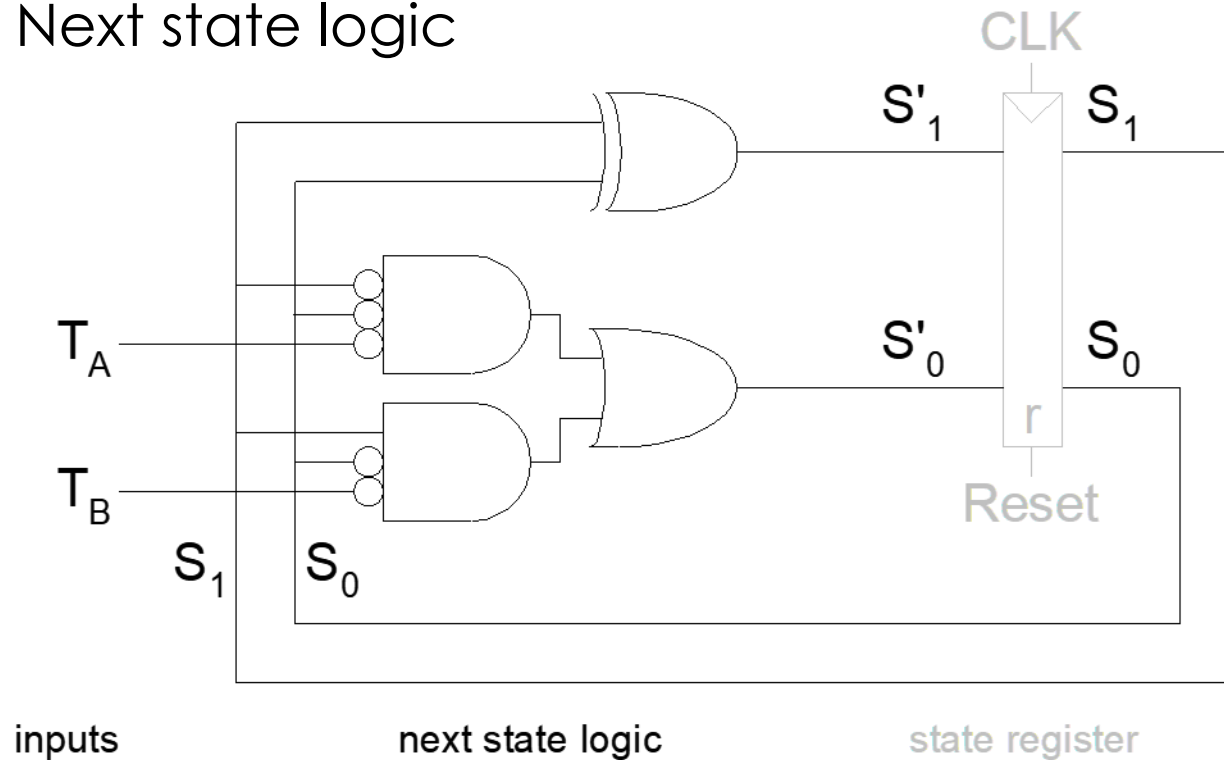 Next state logic
CLK
S'1
S1
TA
S'0
S0
r
TB
Reset
S1
S0
inputs
next state logic
state register